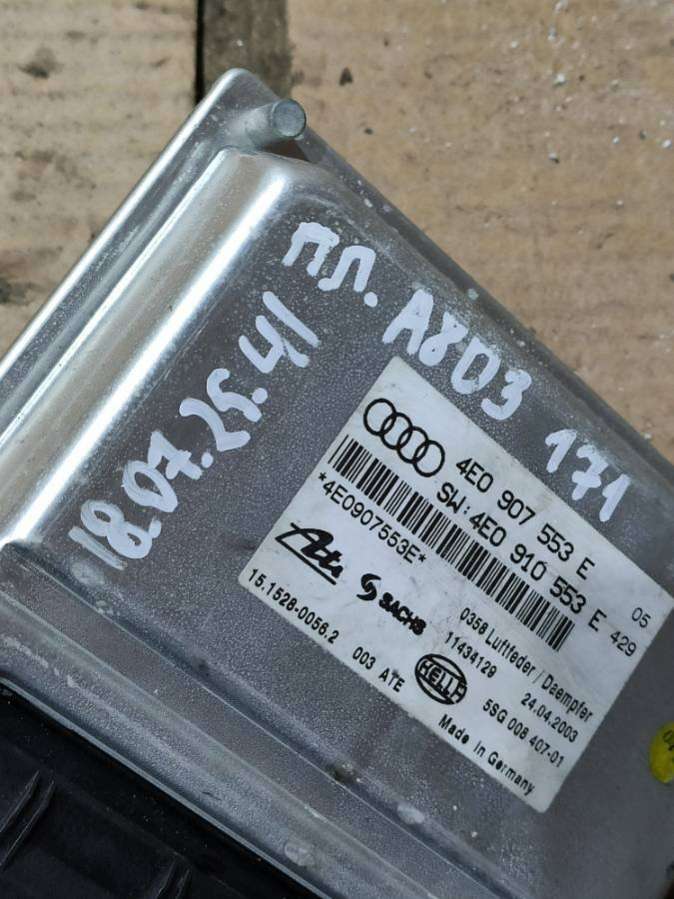 ПЛ. A8D3 171
18.07.25.41
4E0 907 553 E
SW: 4E0 910 553 E 05
429
*4E0907553E*
Ate SACHS
0358 Luftfeder / Daempfer
15.1528-0056.2 003 ATE
11434129 24.04.2003
HELLA 5SG 008 407-01
Made in Germany